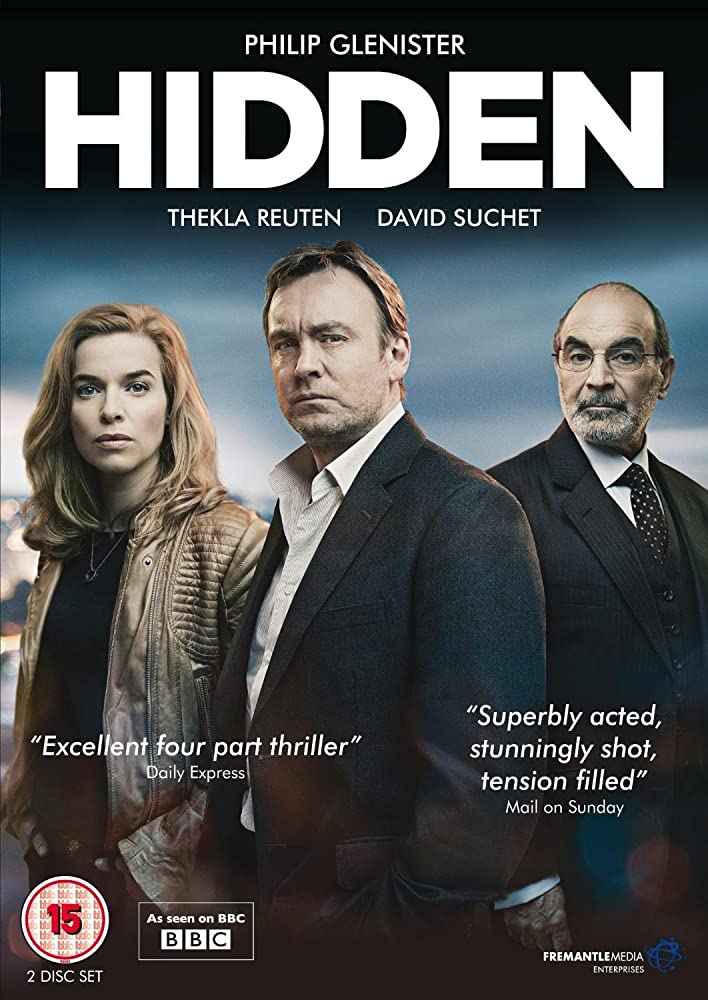 PHILIP GLENISTER
HIDDEN
THEKLA REUTEN DAVID SUCHET
"Excellent four part thriller"
Daily Express
"Superbly acted,
stunningly shot,
tension filled"
Mail on Sunday
15
2 DISC SET
As seen on BBC
BBC
FREMANTLEMEDIA
ENTERPRISES